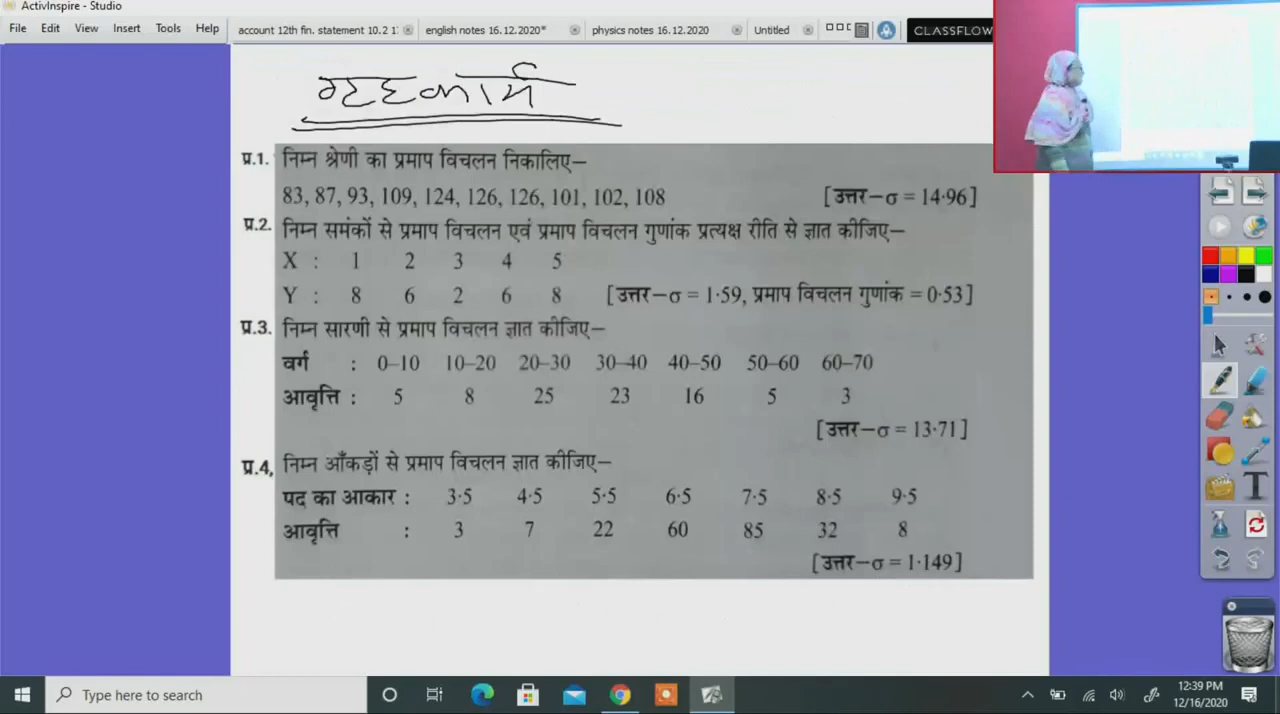 ActivInspire - Studio
File Edit View Insert Tools Help
account 12th fin. statement 10.2 1 english notes 16.12.2020* physics notes 16.12.2020 Untitled CLASSFLOW
गृहकार्य
प्र.1. निम्न श्रेणी का प्रमाप विचलन निकालिए–
83, 87, 93, 109, 124, 126, 126, 101, 102, 108 [उत्तर–σ = 14·96]
प्र.2. निम्न समंकों से प्रमाप विचलन एवं प्रमाप विचलन गुणांक प्रत्यक्ष रीति से ज्ञात कीजिए–
X : 1 2 3 4 5
Y : 8 6 2 6 8 [उत्तर–σ = 1·59, प्रमाप विचलन गुणांक = 0·53]
प्र.3. निम्न सारणी से प्रमाप विचलन ज्ञात कीजिए–
वर्ग : 0–10 10–20 20–30 30–40 40–50 50–60 60–70
आवृत्ति : 5 8 25 23 16 5 3
[उत्तर–σ = 13·71]
प्र.4, निम्न आँकड़ों से प्रमाप विचलन ज्ञात कीजिए–
पद का आकार : 3·5 4·5 5·5 6·5 7·5 8·5 9·5
आवृत्ति : 3 7 22 60 85 32 8
[उत्तर–σ = 1·149]
Type here to search
12:39 PM
12/16/2020